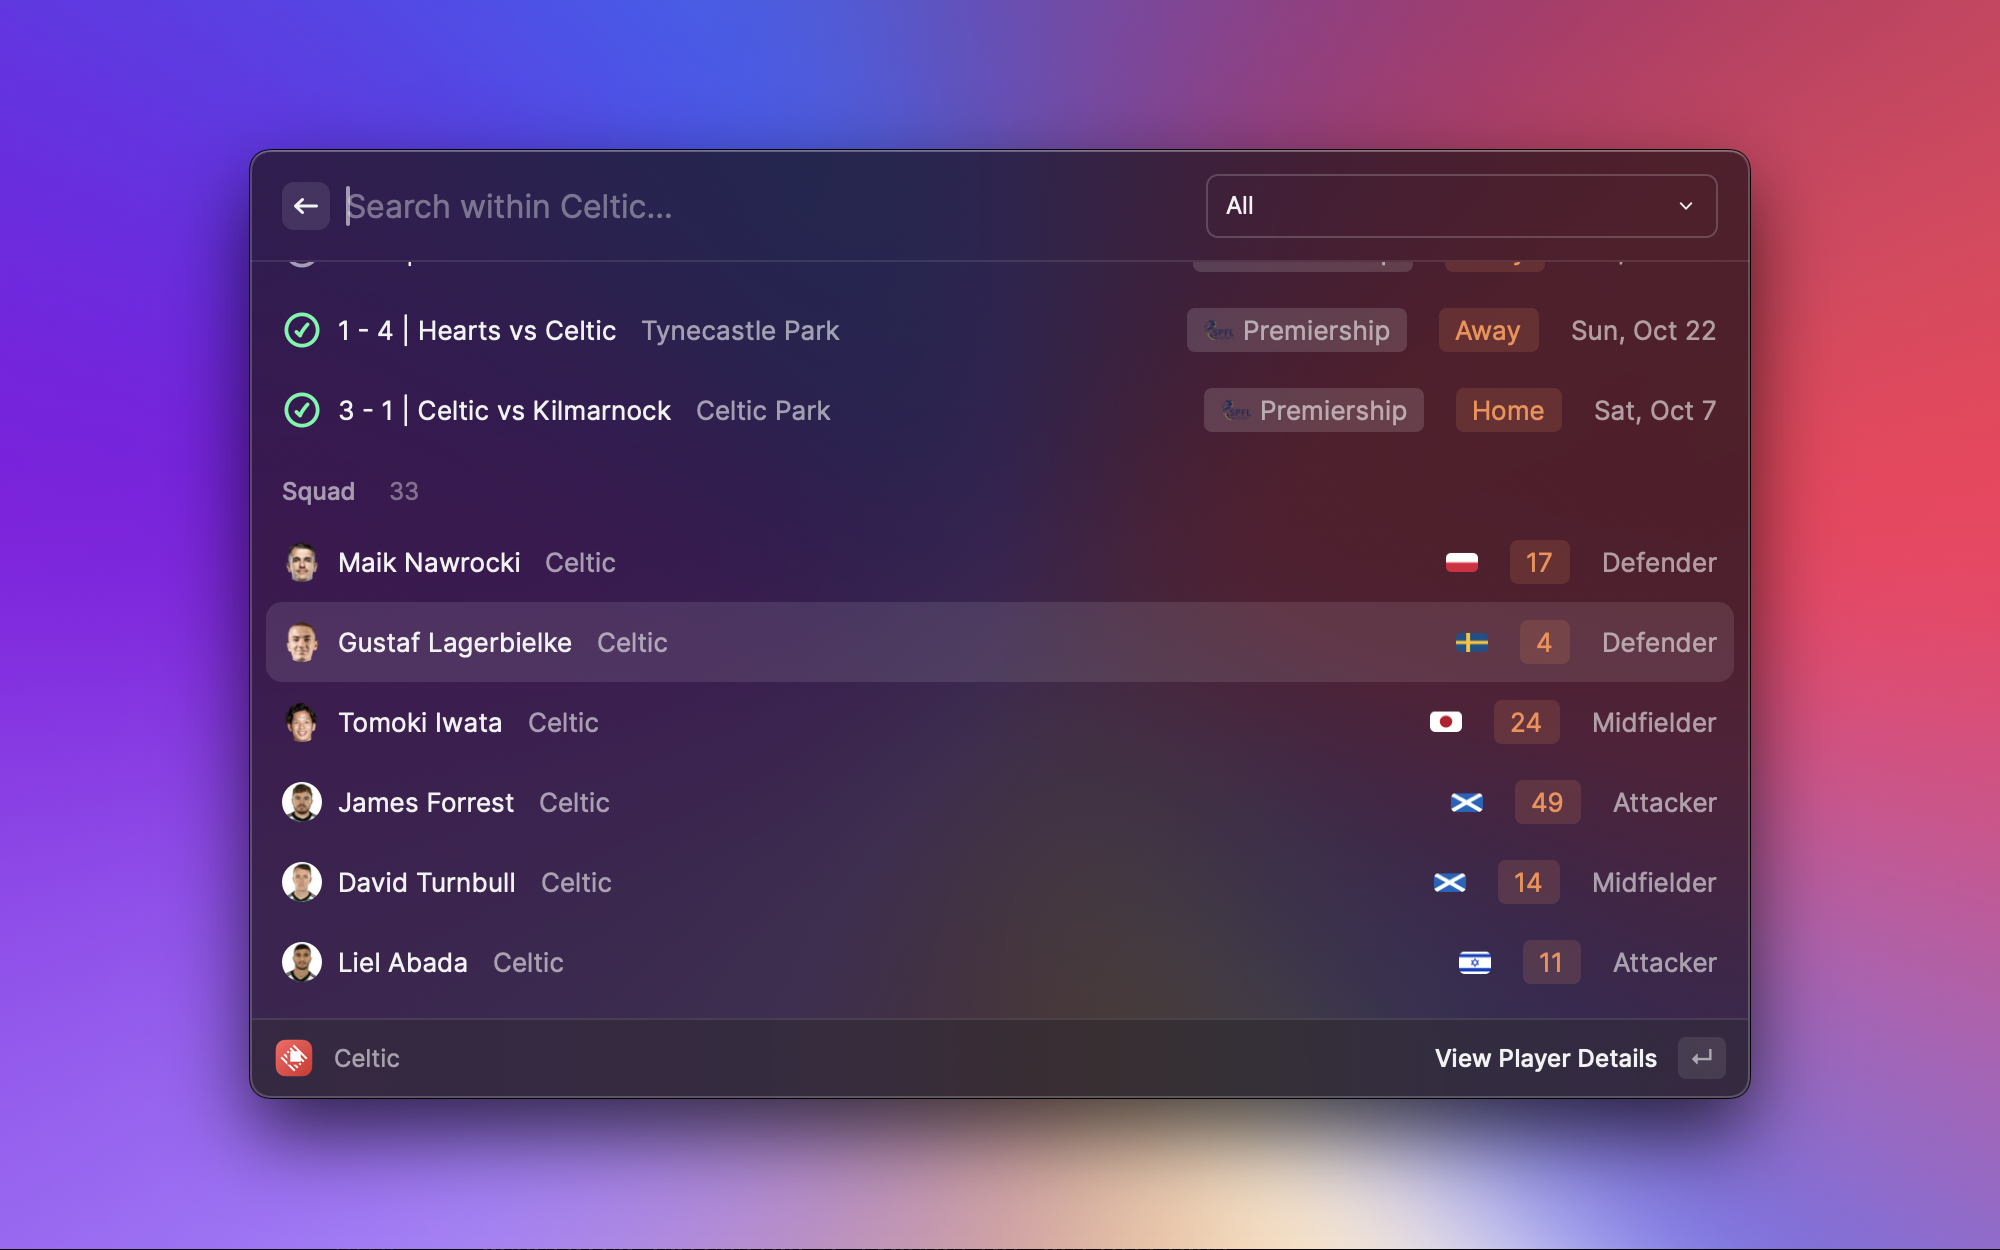 Search within Celtic...
All
1 - 4 | Hearts vs Celtic Tynecastle Park SPFL Premiership Away Sun, Oct 22
3 - 1 | Celtic vs Kilmarnock Celtic Park SPFL Premiership Home Sat, Oct 7
Squad 33
Maik Nawrocki Celtic 17 Defender
Gustaf Lagerbielke Celtic 4 Defender
Tomoki Iwata Celtic 24 Midfielder
James Forrest Celtic 49 Attacker
David Turnbull Celtic 14 Midfielder
Liel Abada Celtic 11 Attacker
Celtic View Player Details